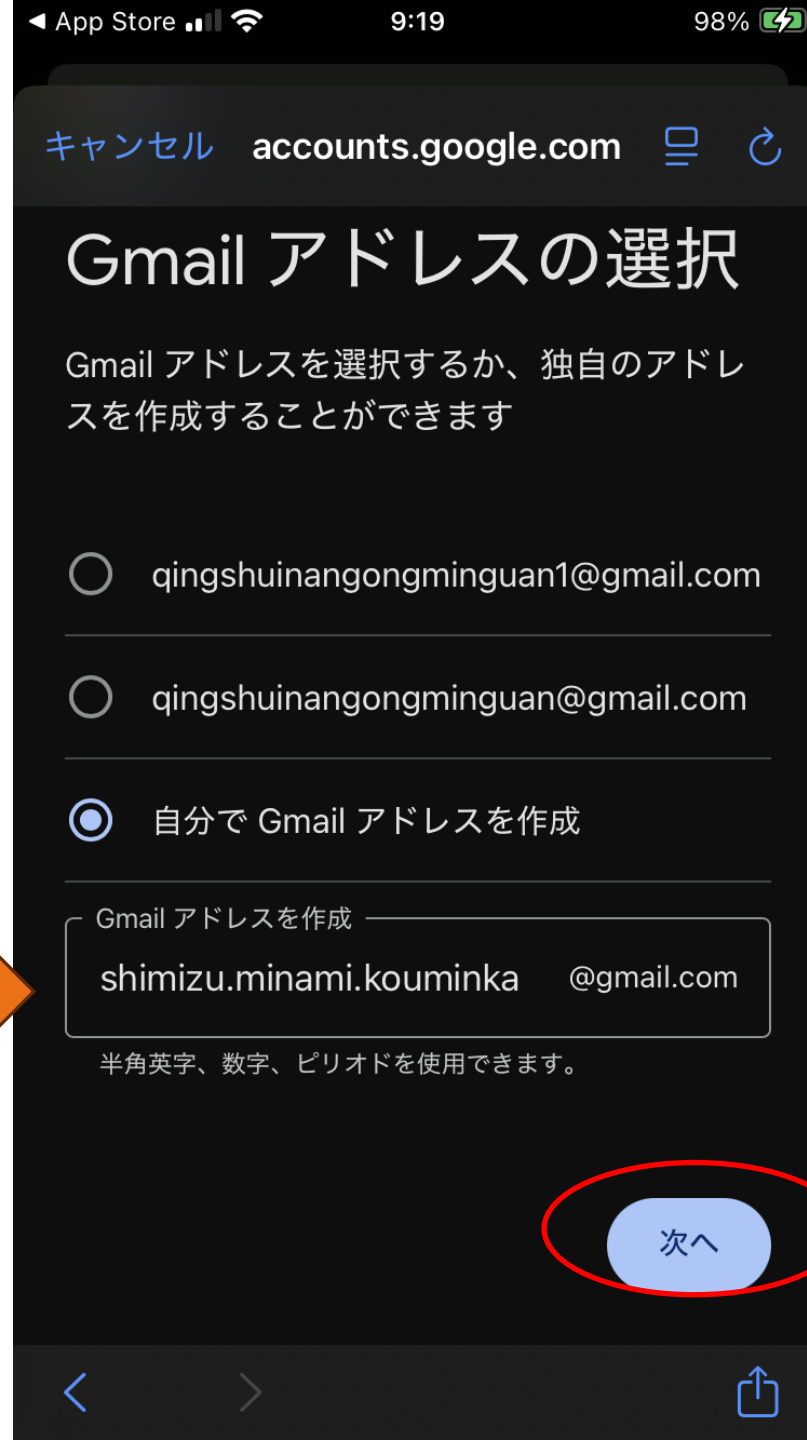 App Store
9:19
98%
キャンセル accounts.google.com
Gmail アドレスの選択
Gmail アドレスを選択するか、独自のアドレ
スを作成することができます
qingshuinangongminguan1@gmail.com
qingshuinangongminguan@gmail.com
自分で Gmail アドレスを作成
Gmail アドレスを作成
shimizu.minami.kouminka @gmail.com
半角英字、数字、ピリオドを使用できます。
次へ